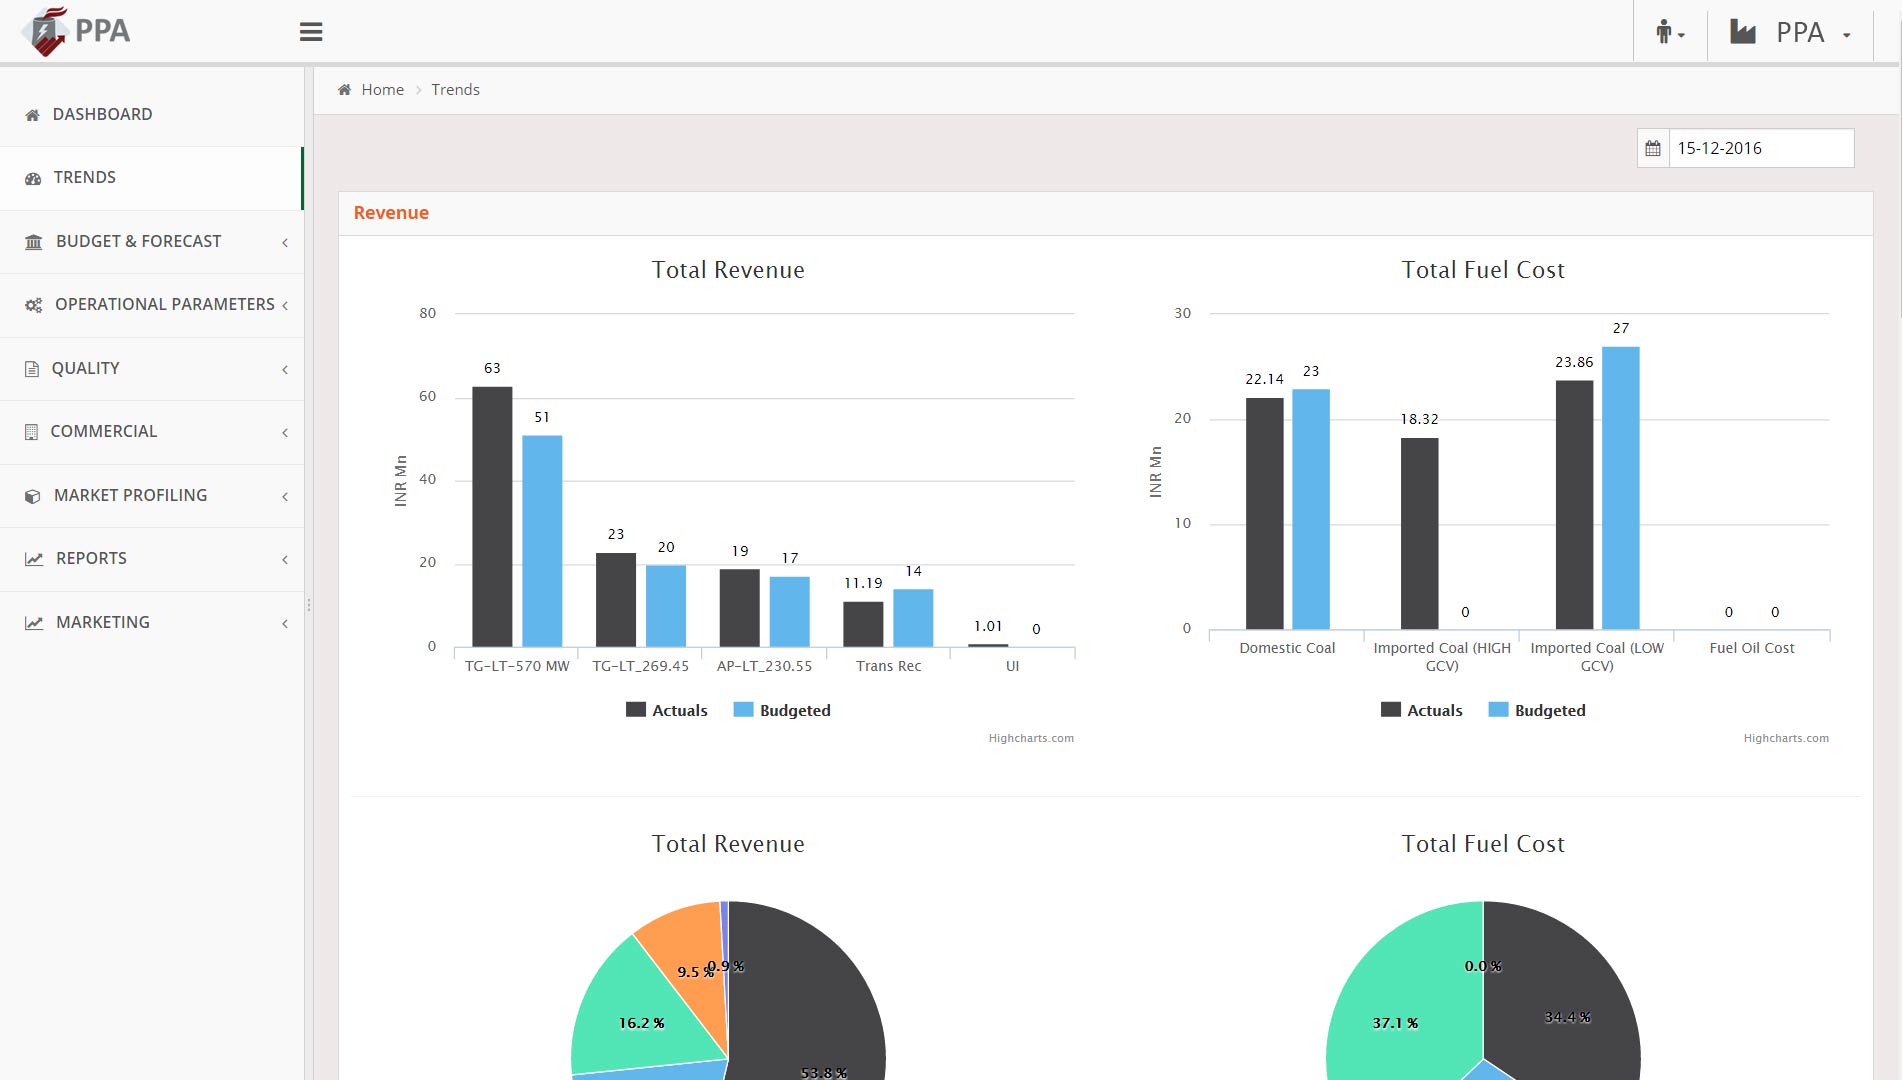 PPA
PPA
DASHBOARD
TRENDS
BUDGET & FORECAST
OPERATIONAL PARAMETERS
QUALITY
COMMERCIAL
MARKET PROFILING
REPORTS
MARKETING
Home > Trends
15-12-2016
Revenue
Total Revenue
80
60
40
20
0
INR Mn
63
51
23
20
19
17
11.19
14
1.01
0
TG-LT-570 MW
TG-LT_269.45
AP-LT_230.55
Trans Rec
UI
Actuals
Budgeted
Highcharts.com
Total Fuel Cost
30
20
10
0
INR Mn
22.14
23
18.32
0
23.86
27
0
0
Domestic Coal
Imported Coal (HIGH
GCV)
Imported Coal (LOW
GCV)
Fuel Oil Cost
Actuals
Budgeted
Highcharts.com
Total Revenue
0.9 %
9.5 %
16.2 %
53.8 %
Total Fuel Cost
0.0 %
34.4 %
37.1 %